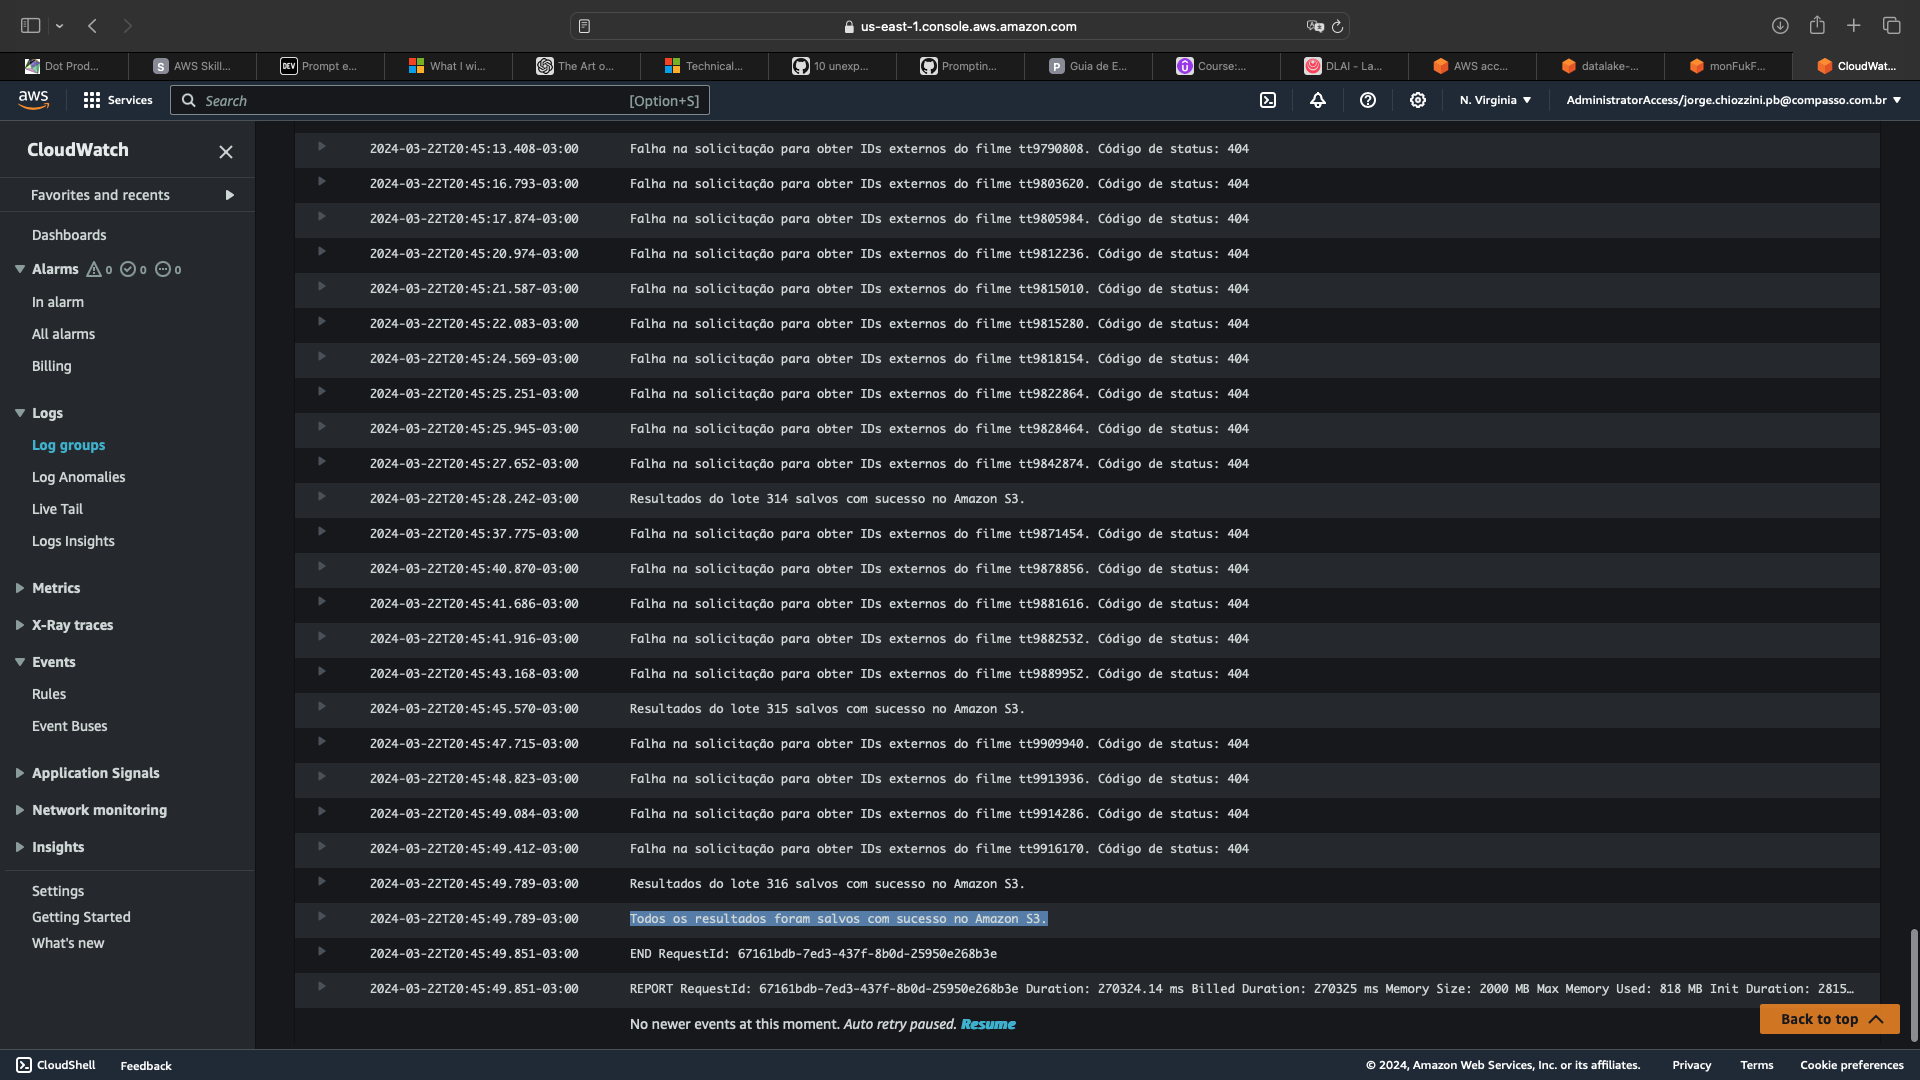 us-east-1.console.aws.amazon.com
Dot Prod...
AWS Skill...
DEV Prompt e...
What I wi...
The Art o...
Technical...
10 unexp...
Promptin...
Guia de E...
Course:...
DLAI - La...
AWS acc...
datalake-...
monFukF...
CloudWat...
aws
Services
Search
[Option+S]
N. Virginia
AdministratorAccess/jorge.chiozzini.pb@compasso.com.br
CloudWatch
Favorites and recents
Dashboards
Alarms 0 0 0
In alarm
All alarms
Billing
Logs
Log groups
Log Anomalies
Live Tail
Logs Insights
Metrics
X-Ray traces
Events
Rules
Event Buses
Application Signals
Network monitoring
Insights
Settings
Getting Started
What's new
2024-03-22T20:45:13.408-03:00 Falha na solicitação para obter IDs externos do filme tt9790808. Código de status: 404
2024-03-22T20:45:16.793-03:00 Falha na solicitação para obter IDs externos do filme tt9803620. Código de status: 404
2024-03-22T20:45:17.874-03:00 Falha na solicitação para obter IDs externos do filme tt9805984. Código de status: 404
2024-03-22T20:45:20.974-03:00 Falha na solicitação para obter IDs externos do filme tt9812236. Código de status: 404
2024-03-22T20:45:21.587-03:00 Falha na solicitação para obter IDs externos do filme tt9815010. Código de status: 404
2024-03-22T20:45:22.083-03:00 Falha na solicitação para obter IDs externos do filme tt9815280. Código de status: 404
2024-03-22T20:45:24.569-03:00 Falha na solicitação para obter IDs externos do filme tt9818154. Código de status: 404
2024-03-22T20:45:25.251-03:00 Falha na solicitação para obter IDs externos do filme tt9822864. Código de status: 404
2024-03-22T20:45:25.945-03:00 Falha na solicitação para obter IDs externos do filme tt9828464. Código de status: 404
2024-03-22T20:45:27.652-03:00 Falha na solicitação para obter IDs externos do filme tt9842874. Código de status: 404
2024-03-22T20:45:28.242-03:00 Resultados do lote 314 salvos com sucesso no Amazon S3.
2024-03-22T20:45:37.775-03:00 Falha na solicitação para obter IDs externos do filme tt9871454. Código de status: 404
2024-03-22T20:45:40.870-03:00 Falha na solicitação para obter IDs externos do filme tt9878856. Código de status: 404
2024-03-22T20:45:41.686-03:00 Falha na solicitação para obter IDs externos do filme tt9881616. Código de status: 404
2024-03-22T20:45:41.916-03:00 Falha na solicitação para obter IDs externos do filme tt9882532. Código de status: 404
2024-03-22T20:45:43.168-03:00 Falha na solicitação para obter IDs externos do filme tt9889952. Código de status: 404
2024-03-22T20:45:45.570-03:00 Resultados do lote 315 salvos com sucesso no Amazon S3.
2024-03-22T20:45:47.715-03:00 Falha na solicitação para obter IDs externos do filme tt9909940. Código de status: 404
2024-03-22T20:45:48.823-03:00 Falha na solicitação para obter IDs externos do filme tt9913936. Código de status: 404
2024-03-22T20:45:49.084-03:00 Falha na solicitação para obter IDs externos do filme tt9914286. Código de status: 404
2024-03-22T20:45:49.412-03:00 Falha na solicitação para obter IDs externos do filme tt9916170. Código de status: 404
2024-03-22T20:45:49.789-03:00 Resultados do lote 316 salvos com sucesso no Amazon S3.
2024-03-22T20:45:49.789-03:00 Todos os resultados foram salvos com sucesso no Amazon S3.
2024-03-22T20:45:49.851-03:00 END RequestId: 67161bdb-7ed3-437f-8b0d-25950e268b3e
2024-03-22T20:45:49.851-03:00 REPORT RequestId: 67161bdb-7ed3-437f-8b0d-25950e268b3e Duration: 270324.14 ms Billed Duration: 270325 ms Memory Size: 2000 MB Max Memory Used: 818 MB Init Duration: 2815…
No newer events at this moment. Auto retry paused. Resume
Back to top
CloudShell
Feedback
© 2024, Amazon Web Services, Inc. or its affiliates.
Privacy
Terms
Cookie preferences